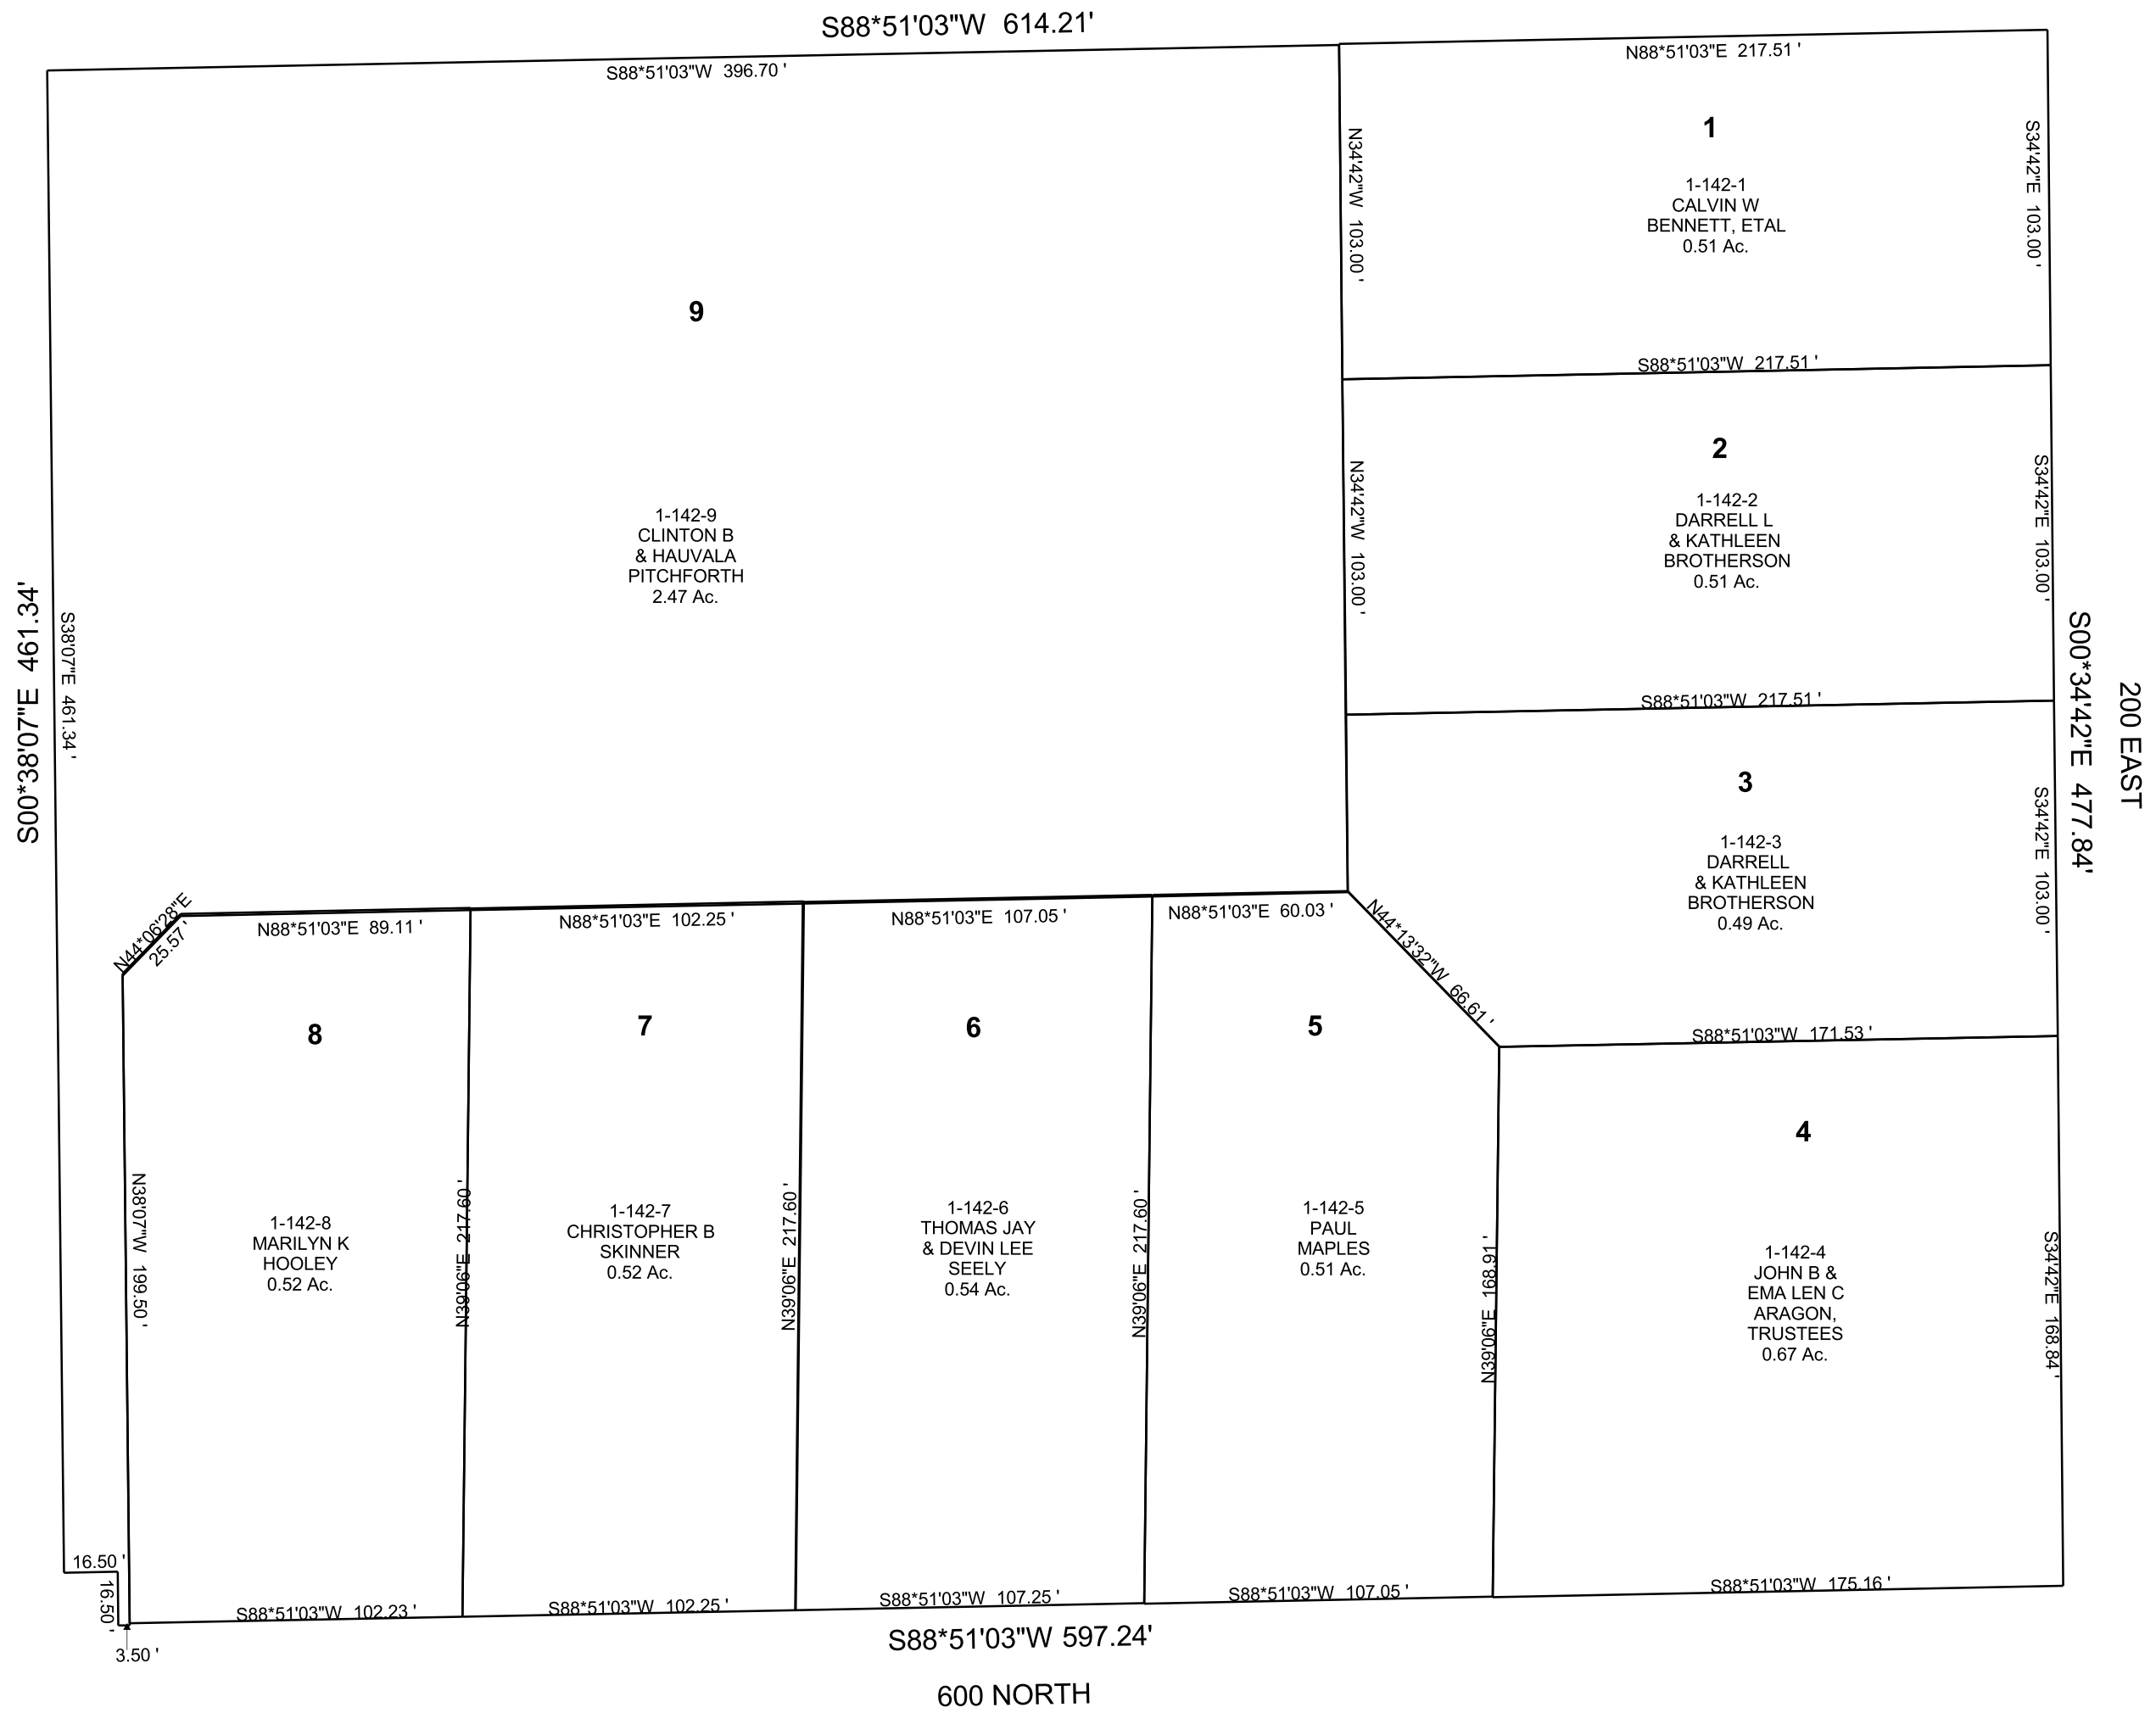 S88*51'03"W 614.21'
S88*51'03"W 396.70 '
N88*51'03"E 217.51 '
N34'42"W 103.00 '
1
1-142-1
CALVIN W
BENNETT, ETAL
0.51 Ac.
S34'42"E 103.00 '
S88*51'03"W 217.51 '
9
1-142-9
CLINTON B
& HAUVALA
PITCHFORTH
2.47 Ac.
N34'42"W 103.00 '
2
1-142-2
DARRELL L
& KATHLEEN
BROTHERSON
0.51 Ac.
S34'42"E 103.00 '
S88*51'03"W 217.51 '
S00*38'07"E 461.34'
S38'07"E 461.34 '
S00*34'42"E 477.84'
200 EAST
3
1-142-3
DARRELL
& KATHLEEN
BROTHERSON
0.49 Ac.
S34'42"E 103.00 '
N44*13'32"W 66.61 '
S88*51'03"W 171.53 '
N44*06'28"E
25.57 '
N88*51'03"E 89.11 '
N88*51'03"E 102.25 '
N88*51'03"E 107.05 '
N88*51'03"E 60.03 '
8
7
6
5
4
N38'07"W 199.50 '
1-142-8
MARILYN K
HOOLEY
0.52 Ac.
N39'06"E 217.60 '
1-142-7
CHRISTOPHER B
SKINNER
0.52 Ac.
N39'06"E 217.60 '
1-142-6
THOMAS JAY
& DEVIN LEE
SEELY
0.54 Ac.
N39'06"E 217.60 '
1-142-5
PAUL
MAPLES
0.51 Ac.
N39'06"E 168.91 '
1-142-4
JOHN B &
EMA LEN C
ARAGON,
TRUSTEES
0.67 Ac.
S34'42"E 168.84 '
16.50 '
16.50 '
3.50 '
S88*51'03"W 102.23 '
S88*51'03"W 102.25 '
S88*51'03"W 107.25 '
S88*51'03"W 107.05 '
S88*51'03"W 175.16 '
S88*51'03"W 597.24'
600 NORTH